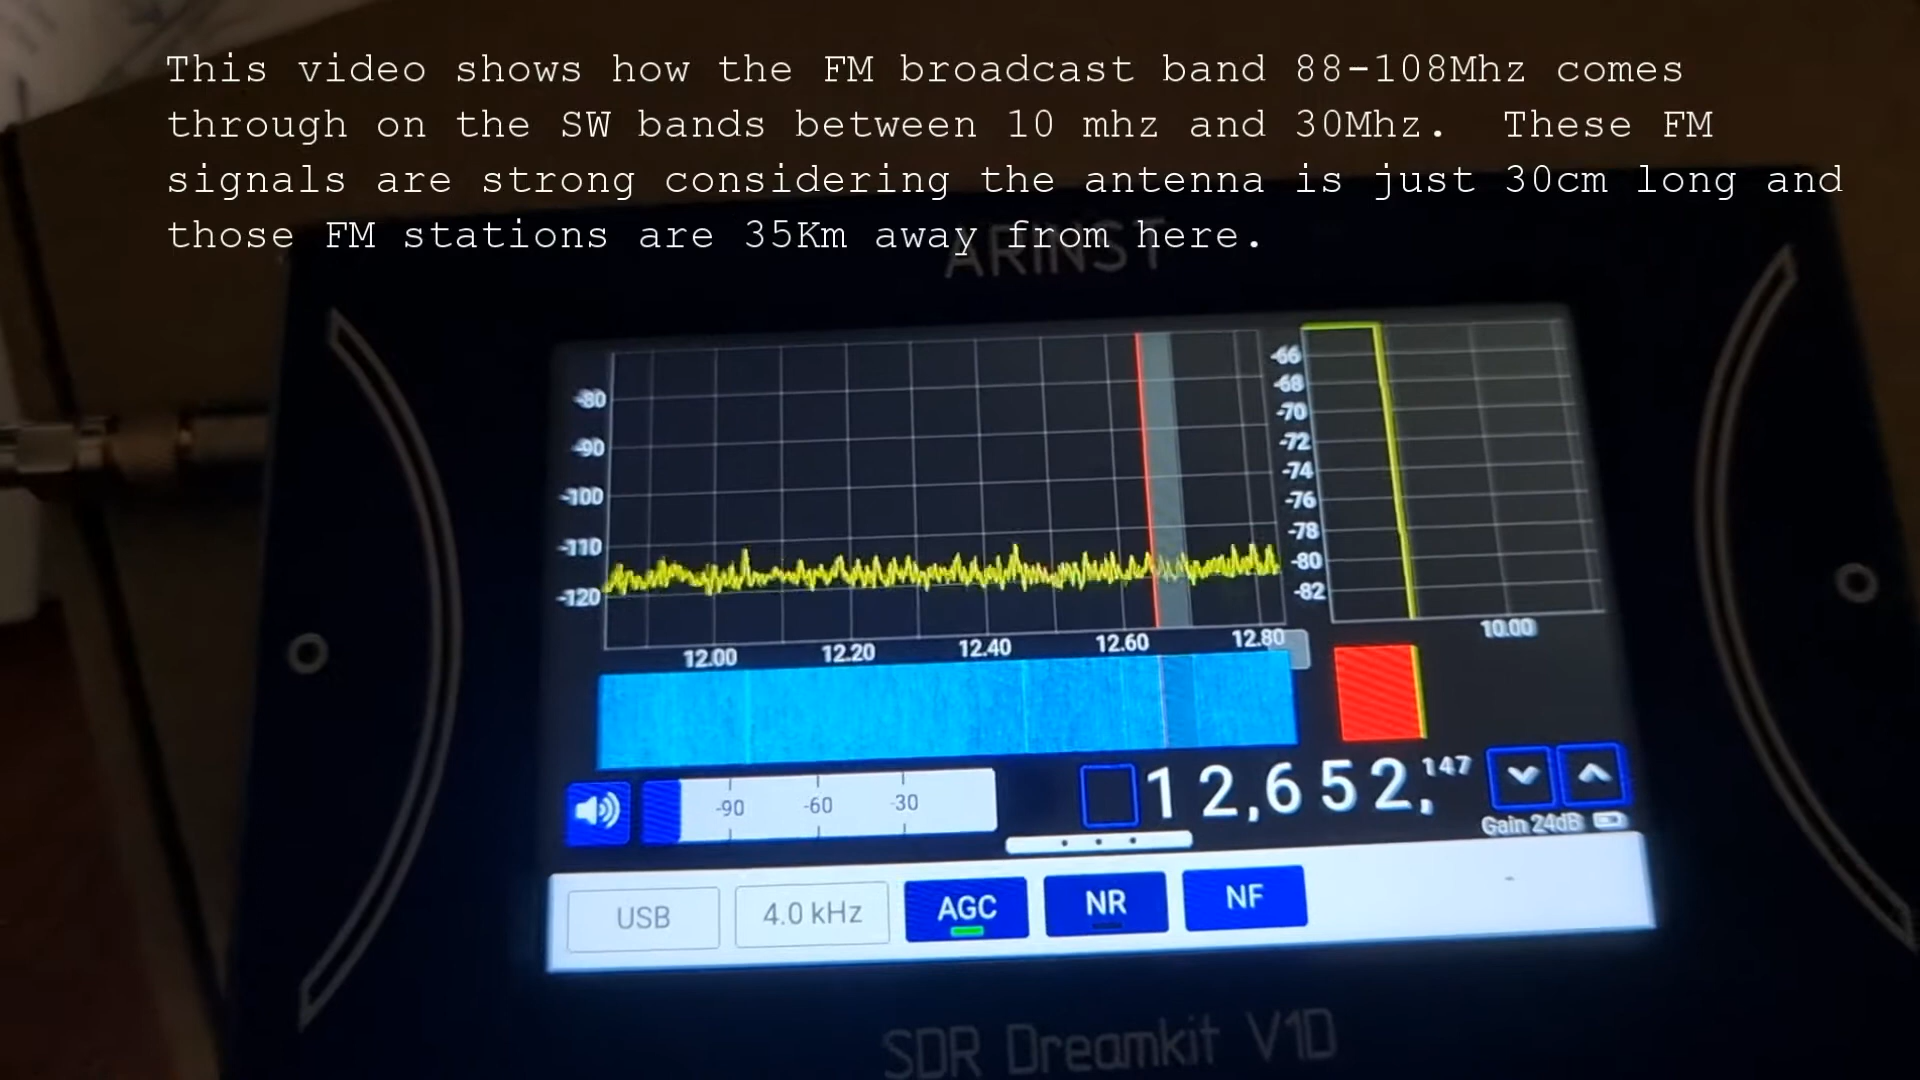 This video shows how the FM broadcast band 88-108Mhz comes
through on the SW bands between 10 mhz and 30Mhz.  These FM
signals are strong considering the antenna is just 30cm long and
those FM stations are 35Km away from here.
ARINST
-80
-90
-100
-110
-120
12.00 12.20 12.40 12.60 12.80
-66
-68
-70
-72
-74
-76
-78
-80
-82
10.00
-90 -60 -30
12,652,147
Gain 24dB
USB 4.0 kHz AGC NR NF
SDR Dreamkit V1D